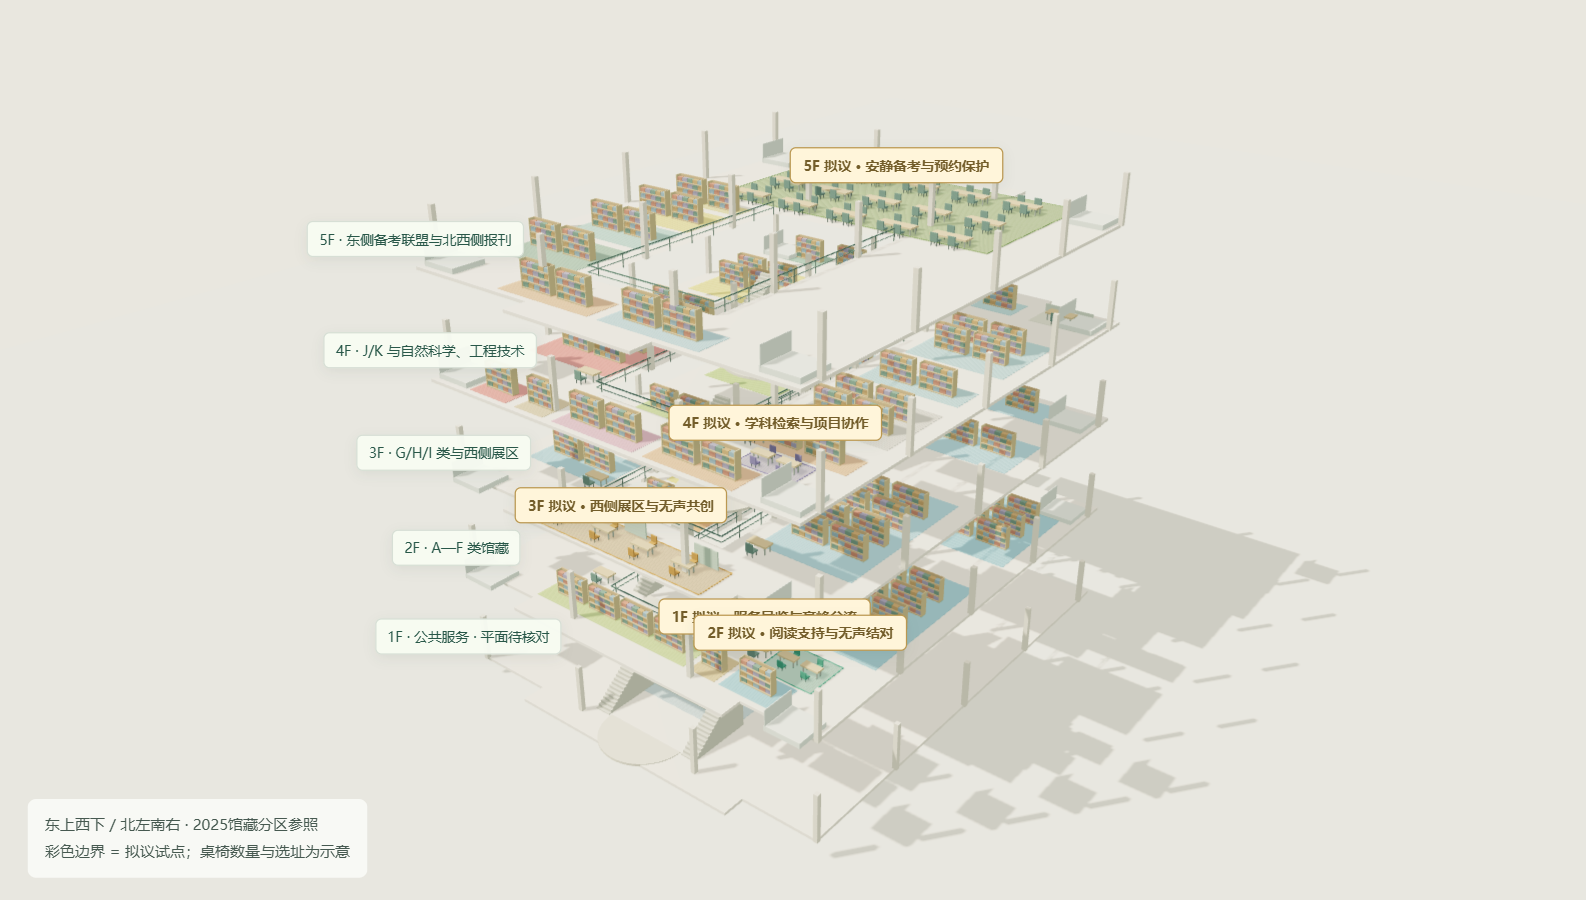 5F 拟议 • 安静备考与预约保护
5F · 东侧备考联盟与北西侧报刊
4F · J/K 与自然科学、工程技术
4F 拟议 • 学科检索与项目协作
3F · G/H/I 类与西侧展区
3F 拟议 • 西侧展区与无声共创
2F · A—F 类馆藏
1F 拟议
2F 拟议 • 阅读支持与无声结对
1F · 公共服务 · 平面待核对
东上西下 / 北左南右 · 2025馆藏分区参照
彩色边界 = 拟议试点；桌椅数量与选址为示意